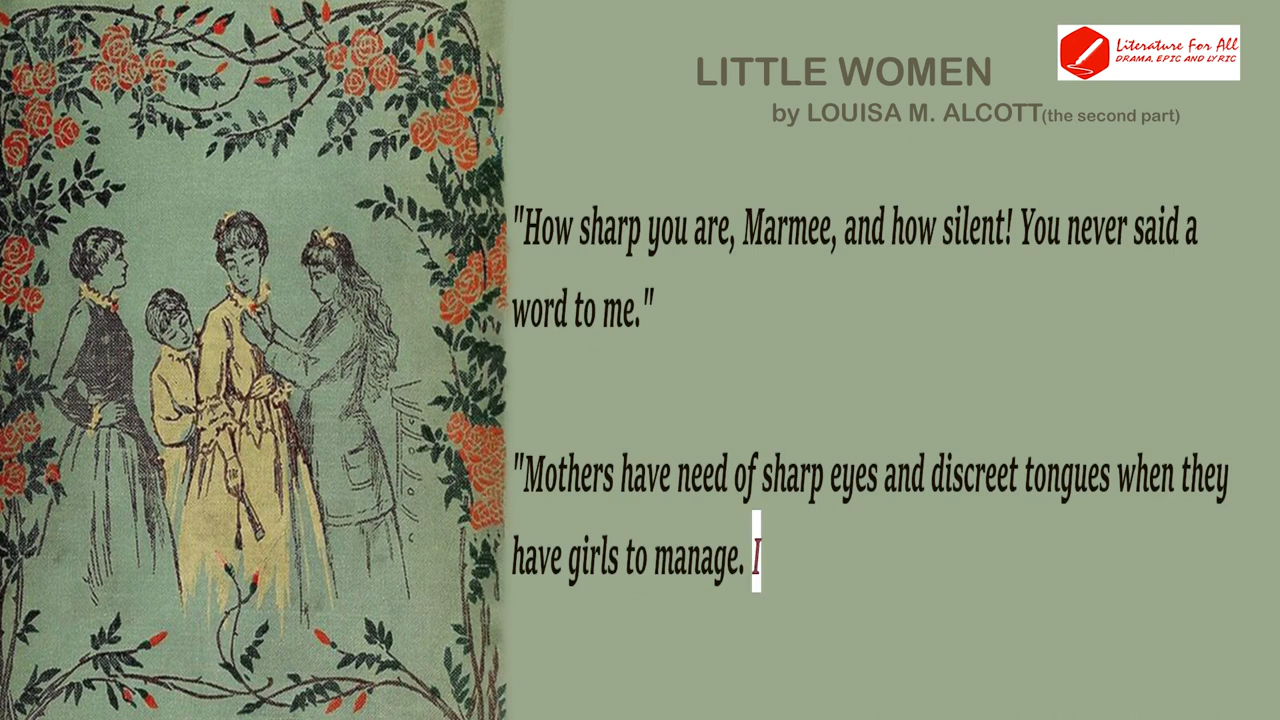 LITTLE WOMEN
by LOUISA M. ALCOTT(the second part)
Literature For All
DRAMA, EPIC AND LYRIC
"How sharp you are, Marmee, and how silent! You never said a
word to me."
"Mothers have need of sharp eyes and discreet tongues when they
have girls to manage. I